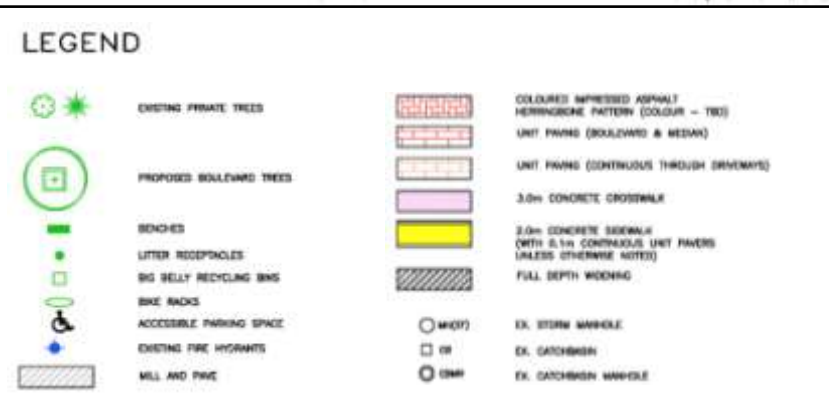 LEGEND
EXISTING PRIVATE TREES
PROPOSED BOULEVARD TREES
BENCHES
LITTER RECEPTACLES
BIG BELLY RECYCLING BINS
BIKE RACKS
ACCESSIBLE PARKING SPACE
EXISTING FIRE HYDRANTS
MILL AND PAVE
COLOURED IMPRESSED ASPHALT
HERRINGBONE PATTERN (COLOUR – TBD)
UNIT PAVING (BOULEVARD & MEDIAN)
UNIT PAVING (CONTINUOUS THROUGH DRIVEWAYS)
3.0m CONCRETE CROSSWALK
2.0m CONCRETE SIDEWALK
(WITH 0.1m CONTINUOUS UNIT PAVERS
UNLESS OTHERWISE NOTED)
FULL DEPTH WIDENING
EX. STORM MANHOLE
CB EX. CATCHBASIN
CBMH EX. CATCHBASIN MANHOLE